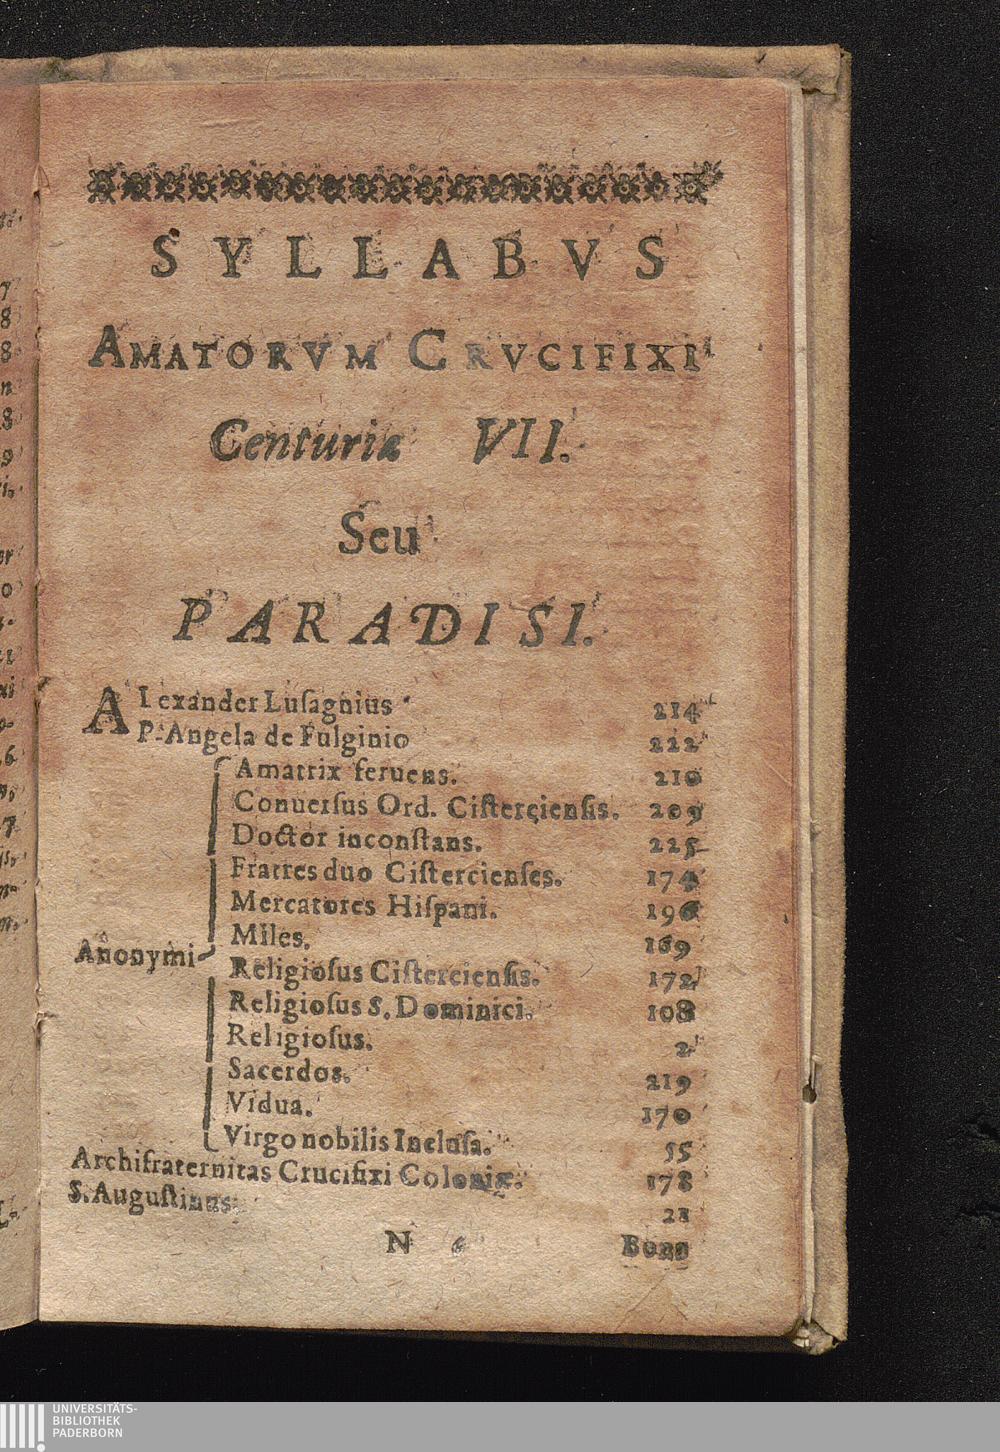 SYLLABVS
AMATORVM CRVCIFIXI
Centuriæ VII.
Seu
PARADISI.
Alexander Luſagnius 214
P. Angela de Fulginio 222
Amatrix feruens. 210
Conuerſus Ord. Ciſtercienſis. 209
Doctor inconſtans. 225
Fratres duo Ciſtercienſes. 174
Mercatores Hiſpani. 196
Miles. 169
Anonymi
Religioſus Ciſtercienſis. 172
Religioſus S. Dominici. 108
Religioſus. 2
Sacerdos. 219
Vidua. 170
Virgo nobilis Incluſa. 55
Archifraternitas Crucifixi Coloniæ. 178
S. Auguſtinus. 21
N 6 Bona
UNIVERSITÄTS-
BIBLIOTHEK
PADERBORN